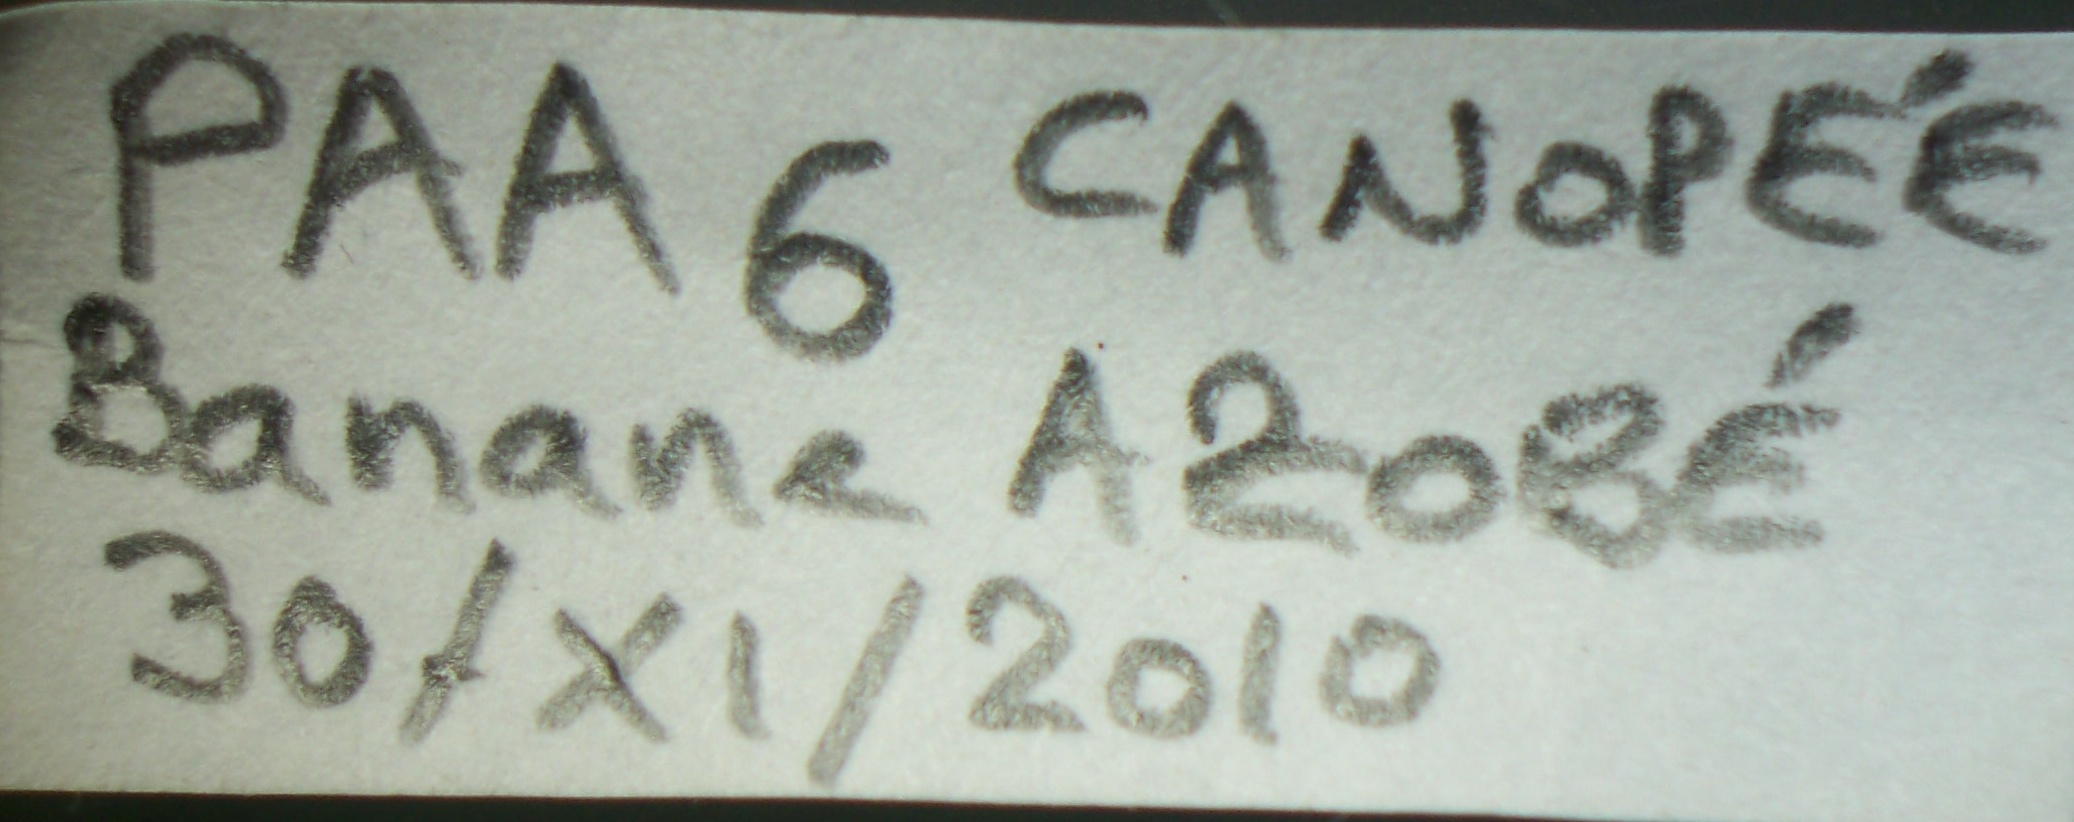 PAA 6 CANOPÉE
Banane AZOBÉ
30/XI/2010